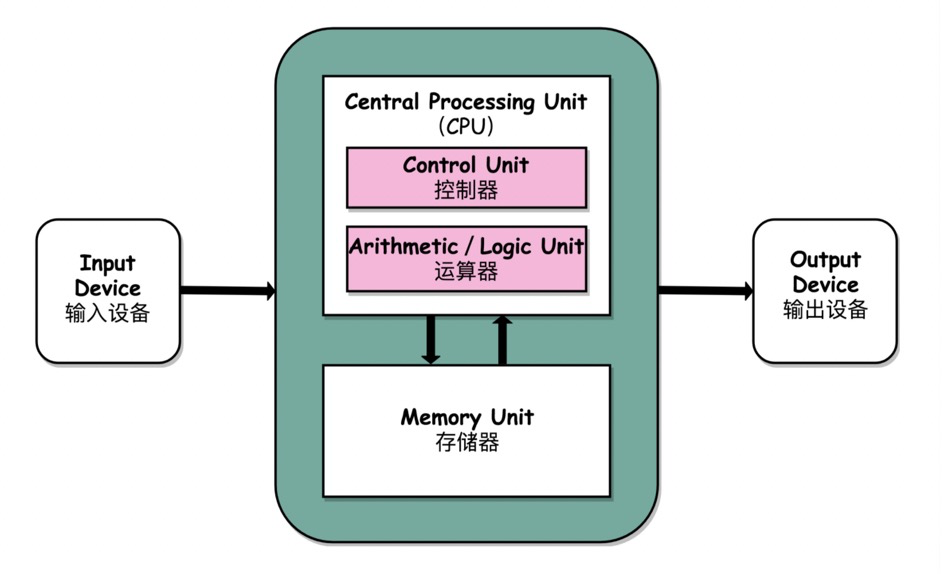 Central Processing Unit
(CPU)
Control Unit
控制器
Arithmetic / Logic Unit
运算器
Input
Device
输入设备
Output
Device
输出设备
Memory Unit
存储器